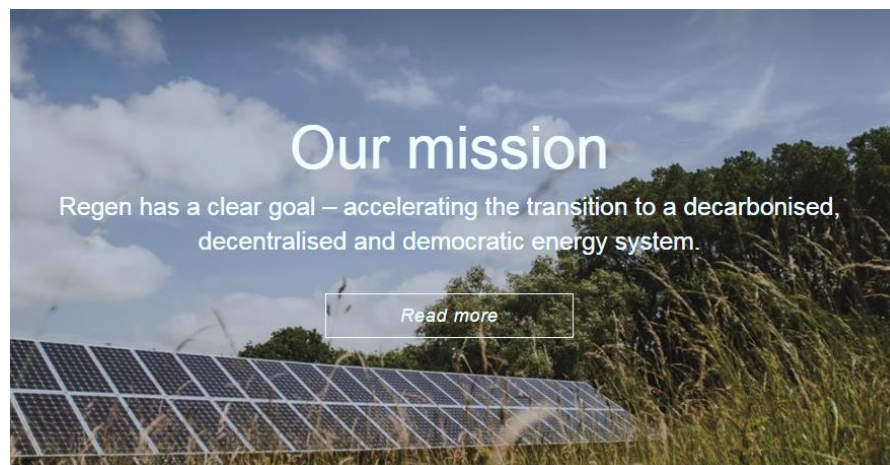 Our mission
Regen has a clear goal – accelerating the transition to a decarbonised,
decentralised and democratic energy system.
Read more